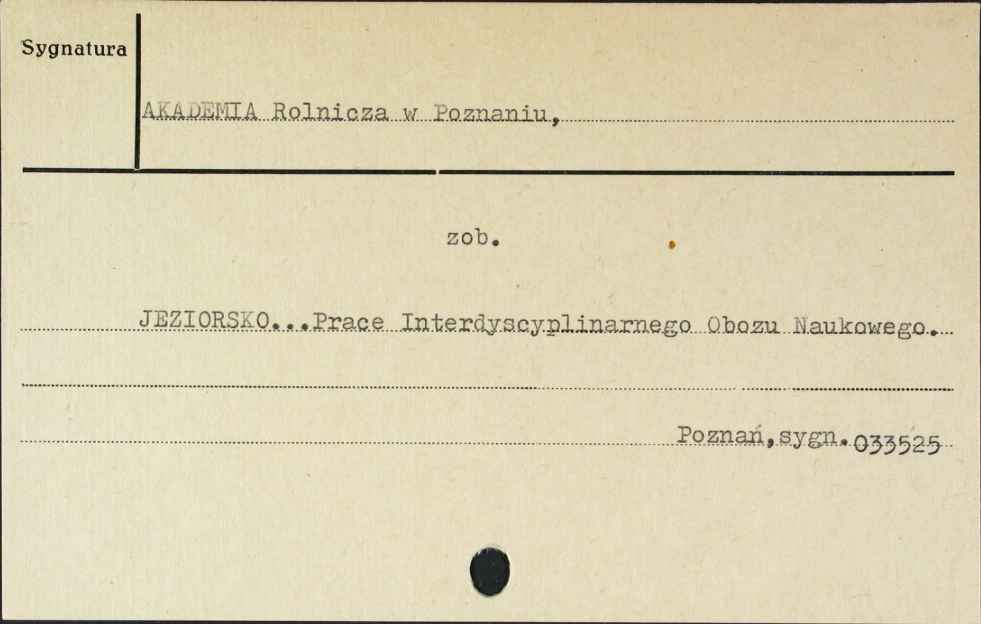 Sygnatura
AKADEMIA Rolnicza w Poznaniu,
zob.
JEZIORSKO...Prace Interdyscyplinarnego Obozu Naukowego.
Poznań,sygn.033525